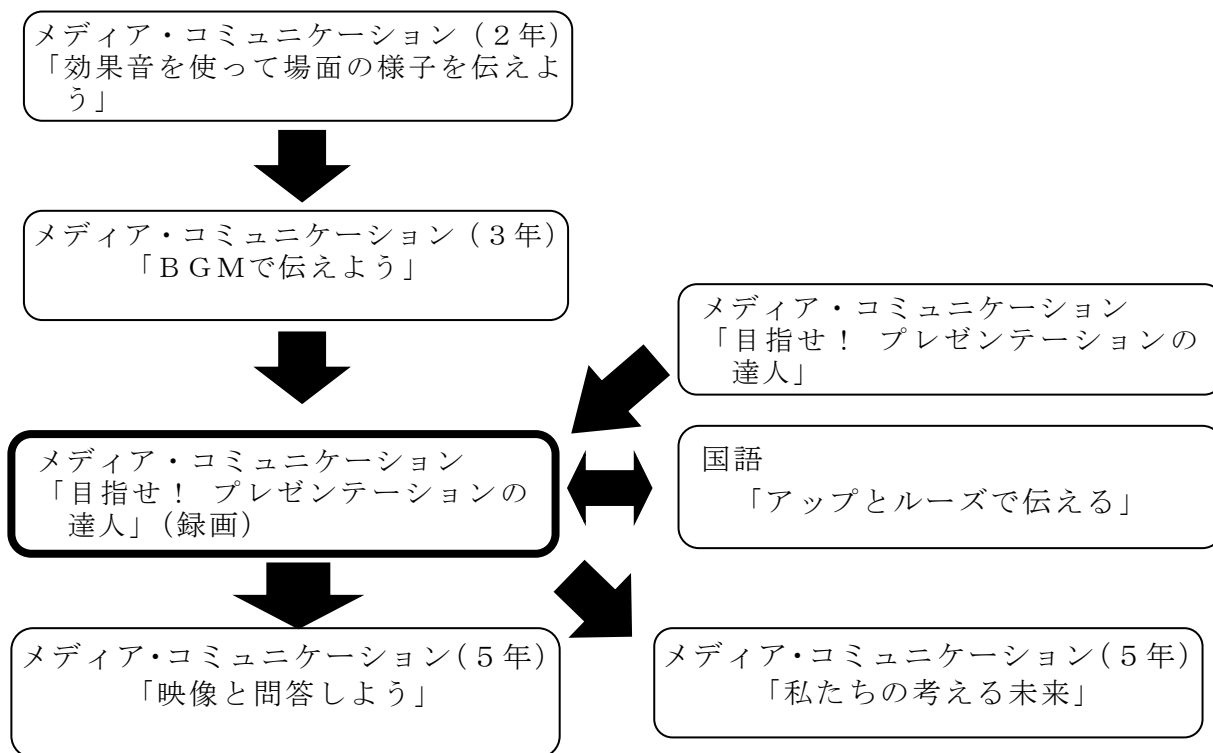 メディア・コミュニケーション（２年）
「効果音を使って場面の様子を伝えよ
う」
メディア・コミュニケーション（３年）
「ＢＧＭで伝えよう」
メディア・コミュニケーション
「目指せ！　プレゼンテーションの
達人」
メディア・コミュニケーション
「目指せ！　プレゼンテーションの
達人」（録画）
国語
「アップとルーズで伝える」
メディア・コミュニケーション（５年）
「映像と問答しよう」
メディア・コミュニケーション（５年）
「私たちの考える未来」